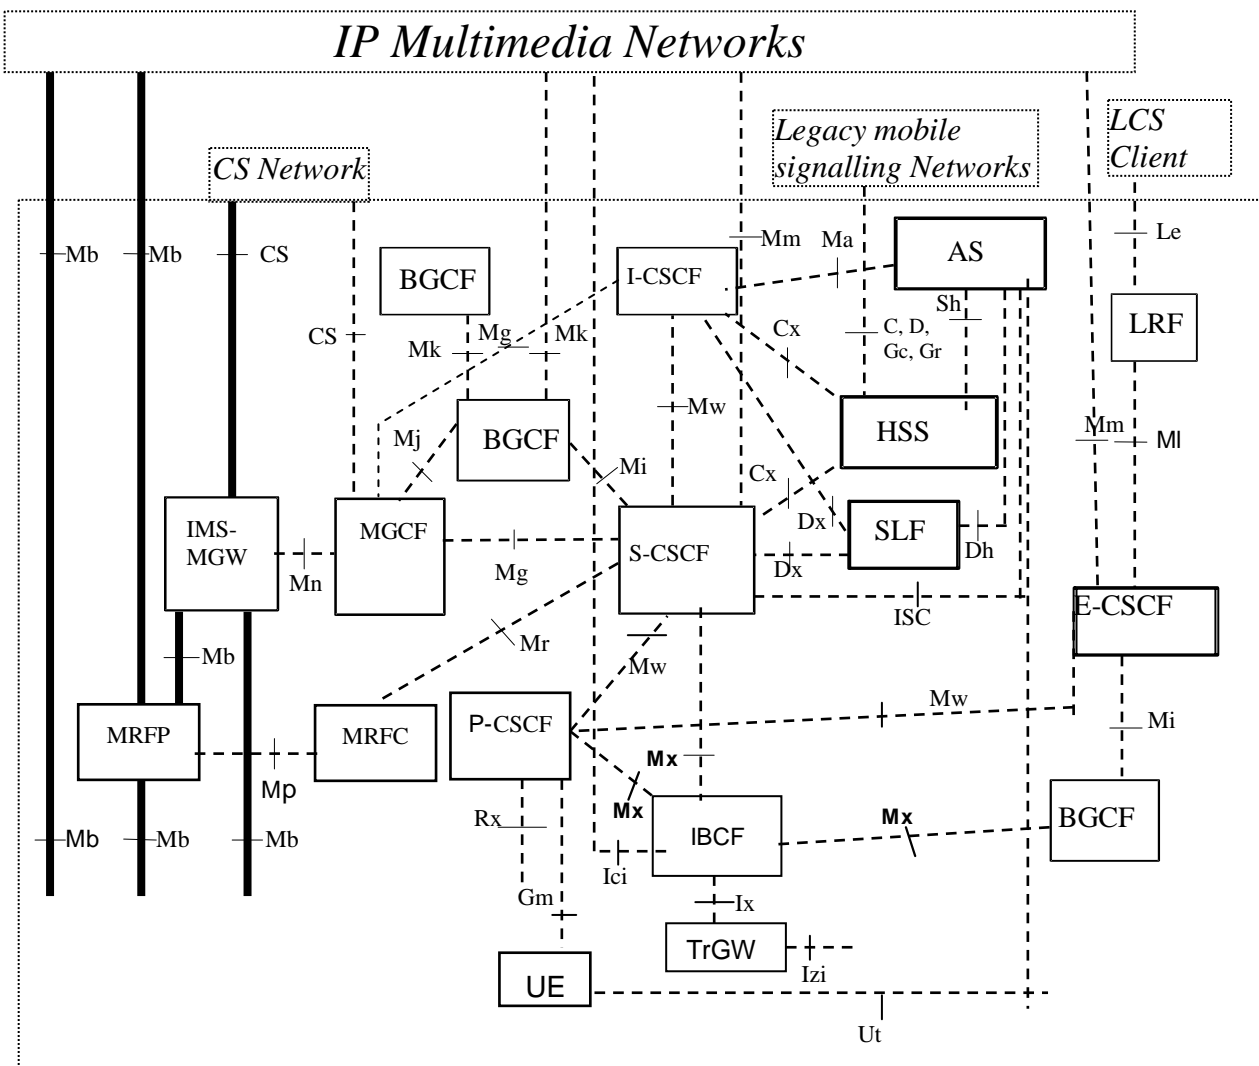 IP Multimedia Networks
Legacy mobile
signalling Networks
LCS
Client
CS Network
Mb
Mb
CS
Mm
Ma
AS
Le
BGCF
I-CSCF
Sh
LRF
CS
Mk
Mg
Mk
Cx
C, D,
Gc, Gr
Mw
HSS
Mm
Ml
Mj
BGCF
Mi
Cx
IMS-
MGW
MGCF
S-CSCF
Dx
SLF
Dh
Mn
Mg
Dx
ISC
E-CSCF
Mb
Mr
Mw
Mw
MRFP
MRFC
P-CSCF
Mi
Mp
Mx
Mx
Rx
Mx
BGCF
Mb
Mb
Mb
IBCF
Ici
Gm
Ix
TrGW
Izi
UE
Ut